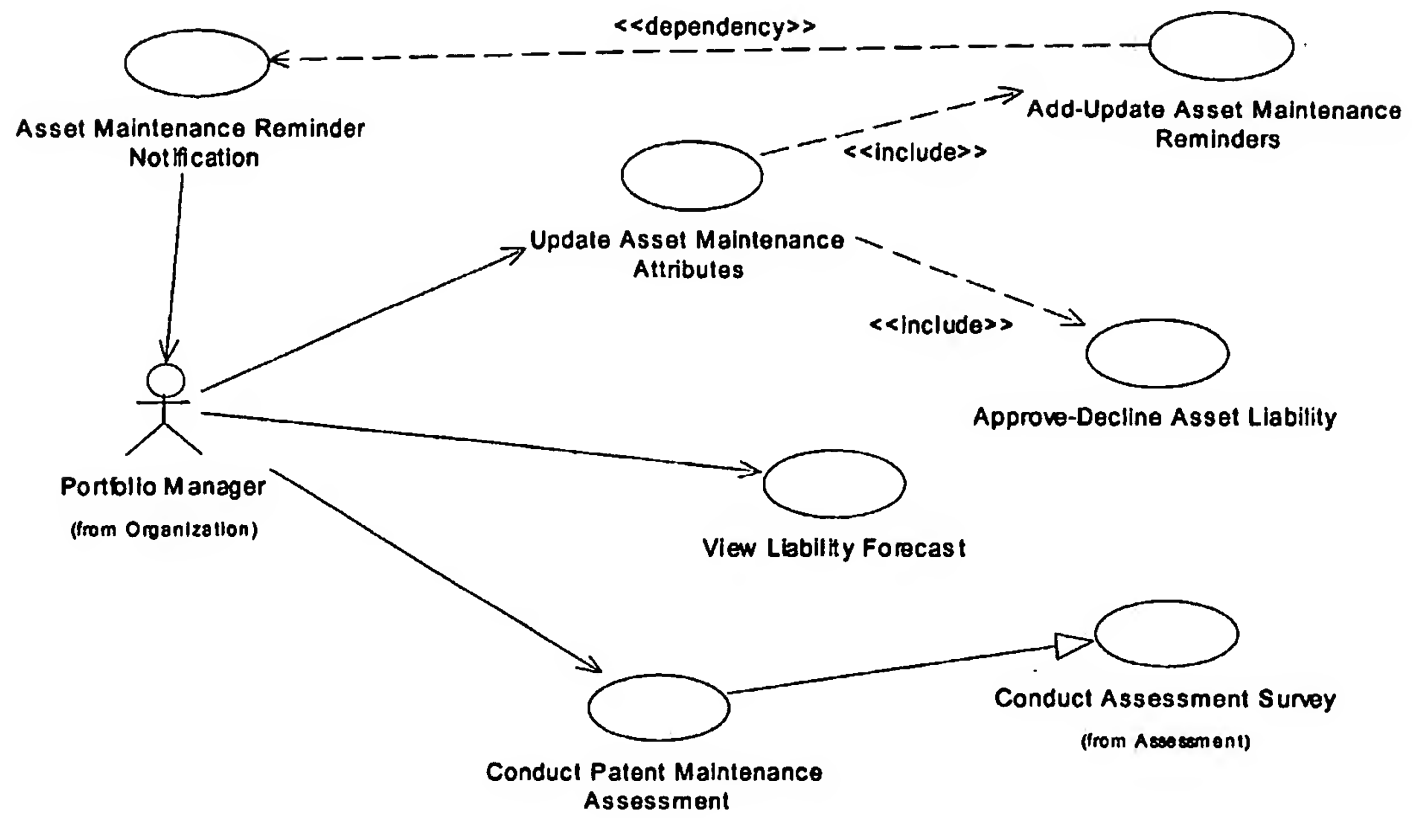 <<dependency>>
Asset Maintenance Reminder
Notification
Add-Update Asset Maintenance
Reminders
<<include>>
Update Asset Maintenance
Attributes
<<include>>
Approve-Decline Asset Liability
Portfolio Manager
(from Organization)
View Liability Forecast
Conduct Assessment Survey
(from Assessment)
Conduct Patent Maintenance
Assessment